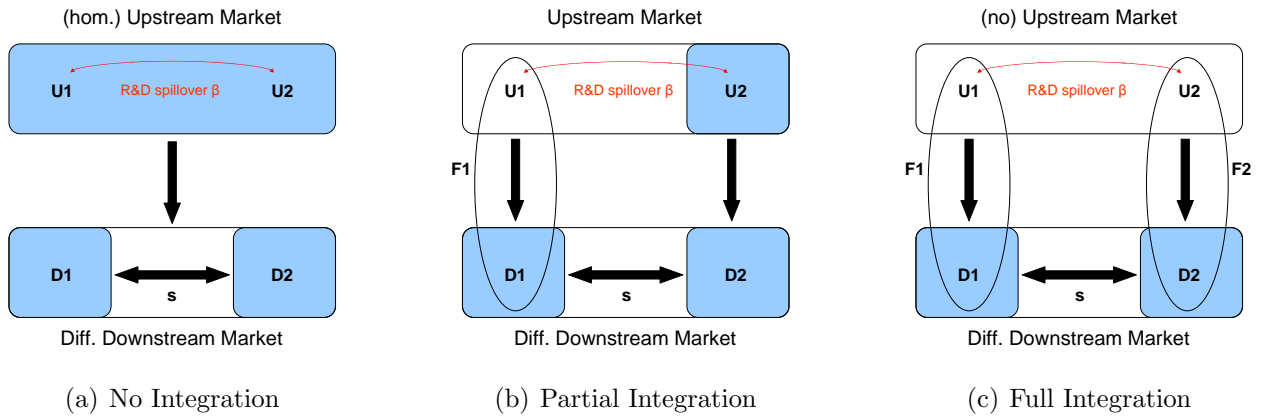 (hom.) Upstream Market
U1
R&D spillover β
U2
D1
s
D2
Diff. Downstream Market
(a) No Integration
Upstream Market
U1
R&D spillover β
U2
F1
D1
s
D2
Diff. Downstream Market
(b) Partial Integration
(no) Upstream Market
U1
R&D spillover β
U2
F1
F2
D1
s
D2
Diff. Downstream Market
(c) Full Integration